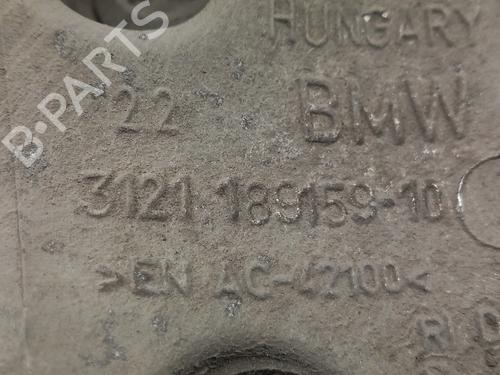 HUNGARY
B-PARTS
22 BMW
3121 189159-10
>EN AC-42100<
R